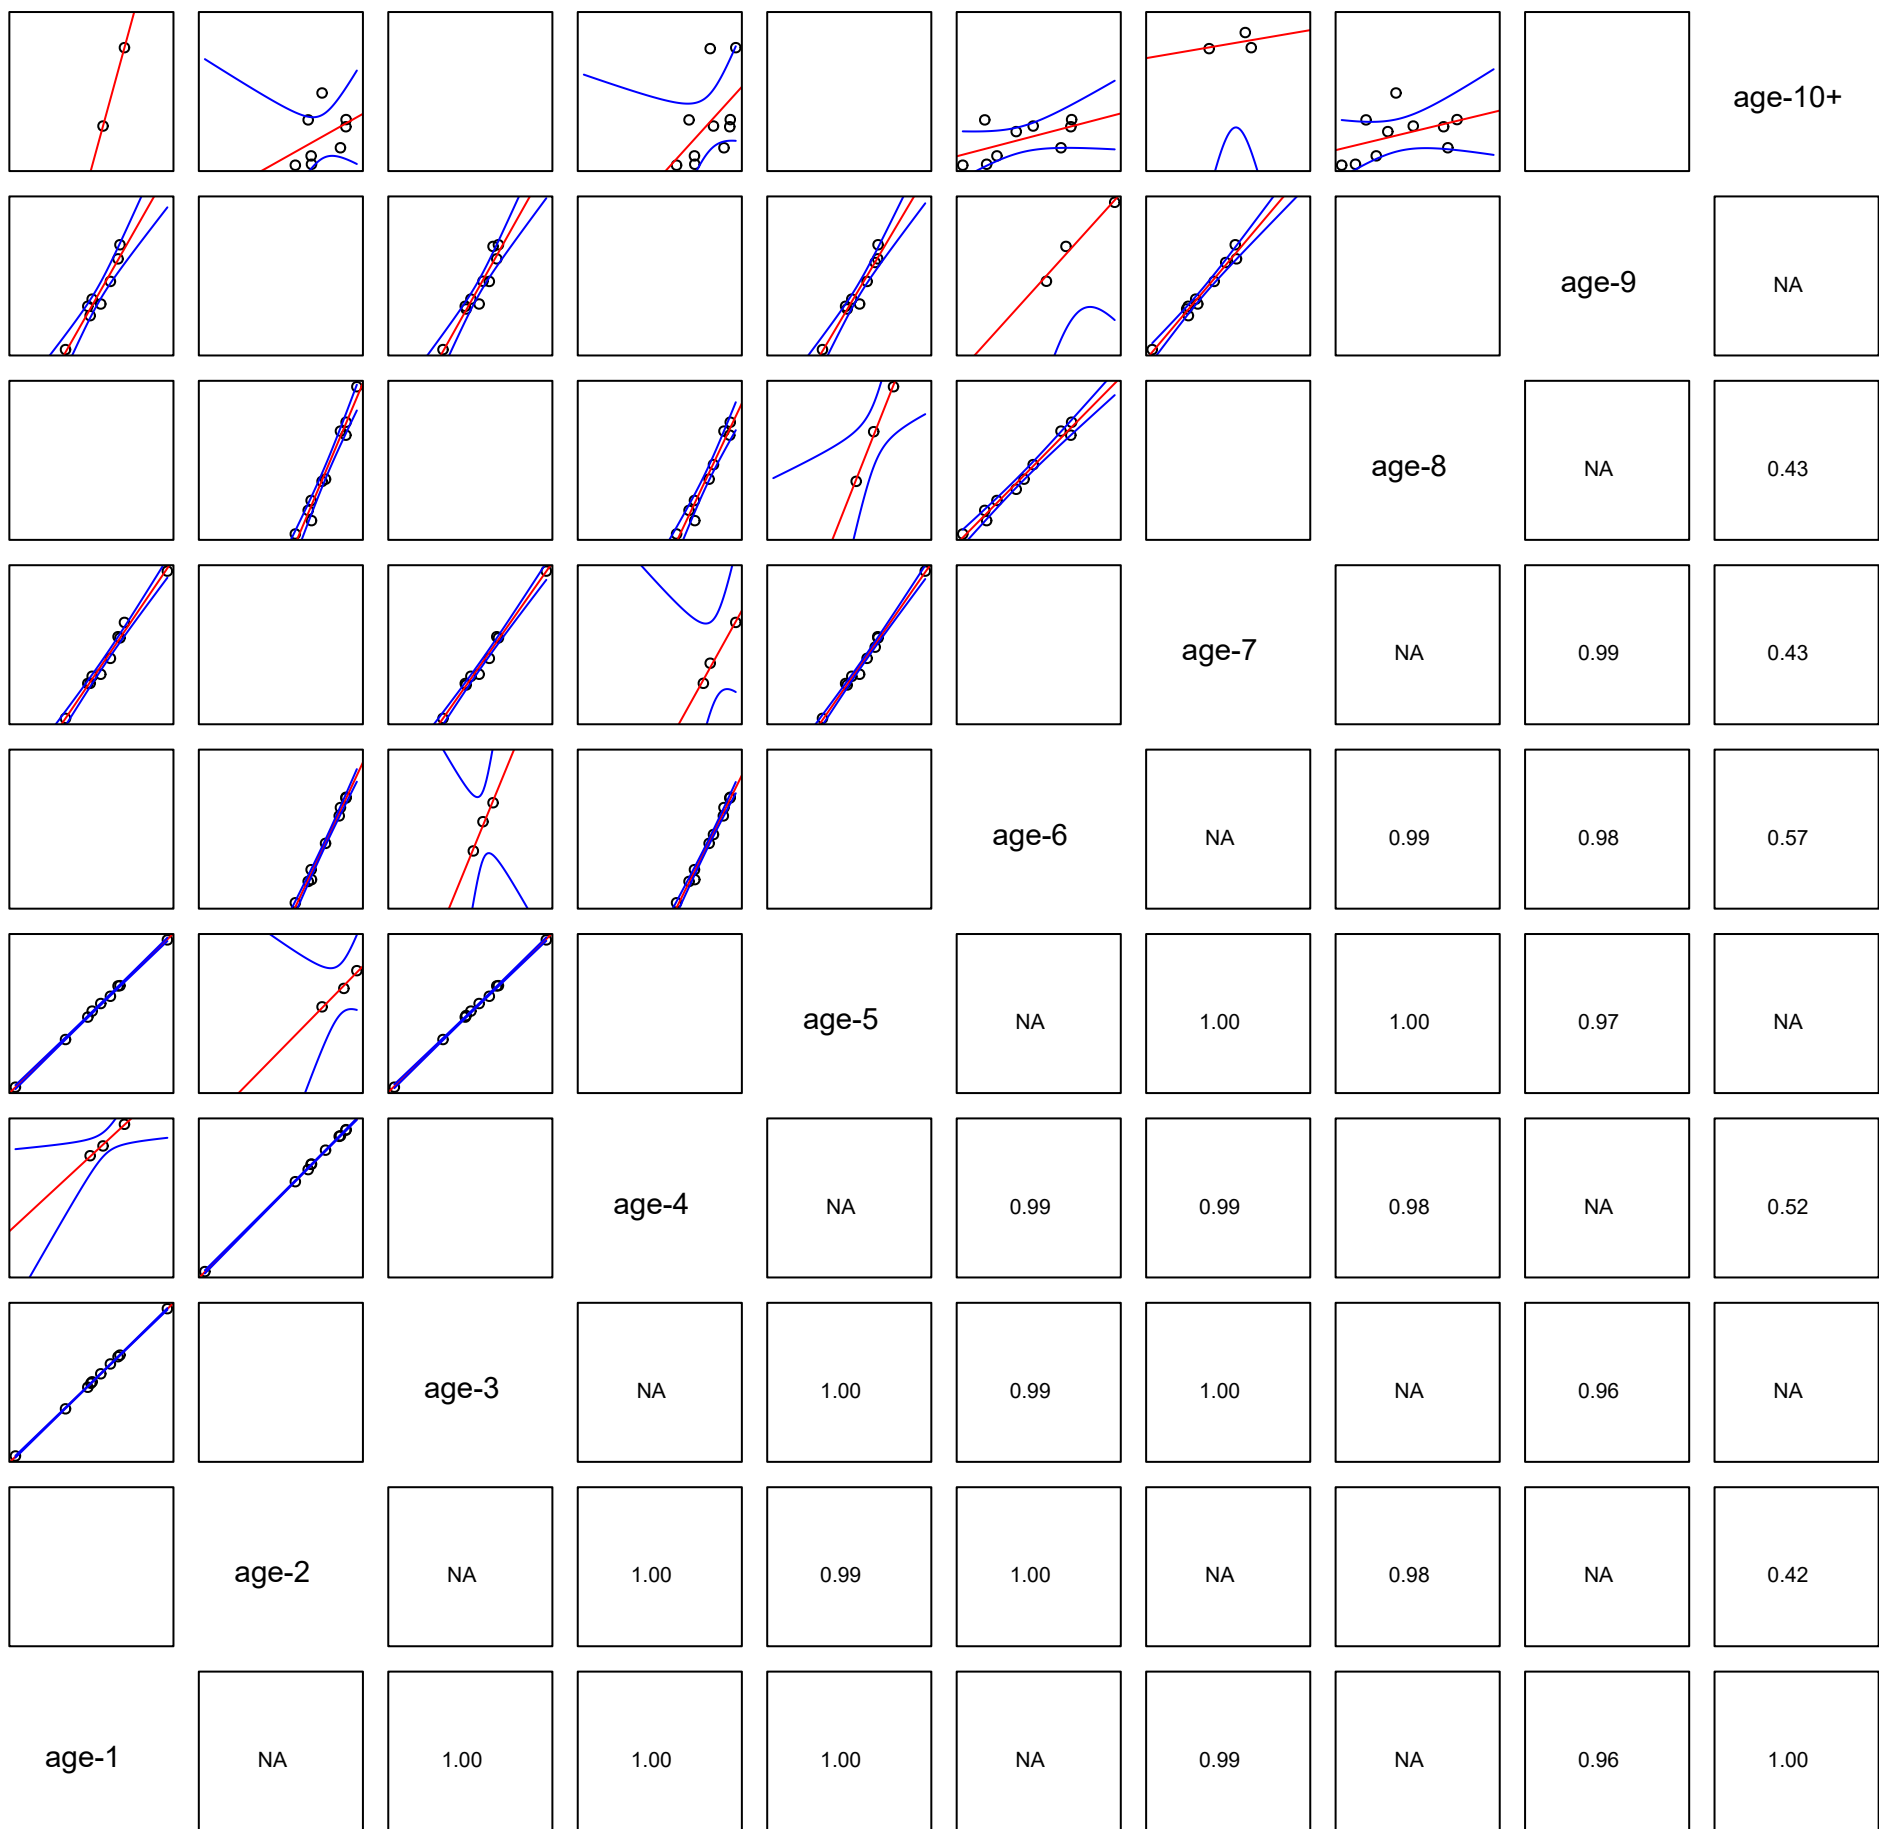 age-10+
age-9 NA
age-8 NA 0.43
age-7 NA 0.99 0.43
age-6 NA 0.99 0.98 0.57
age-5 NA 1.00 1.00 0.97 NA
age-4 NA 0.99 0.99 0.98 NA 0.52
age-3 NA 1.00 0.99 1.00 NA 0.96 NA
age-2 NA 1.00 0.99 1.00 NA 0.98 NA 0.42
age-1 NA 1.00 1.00 1.00 NA 0.99 NA 0.96 1.00